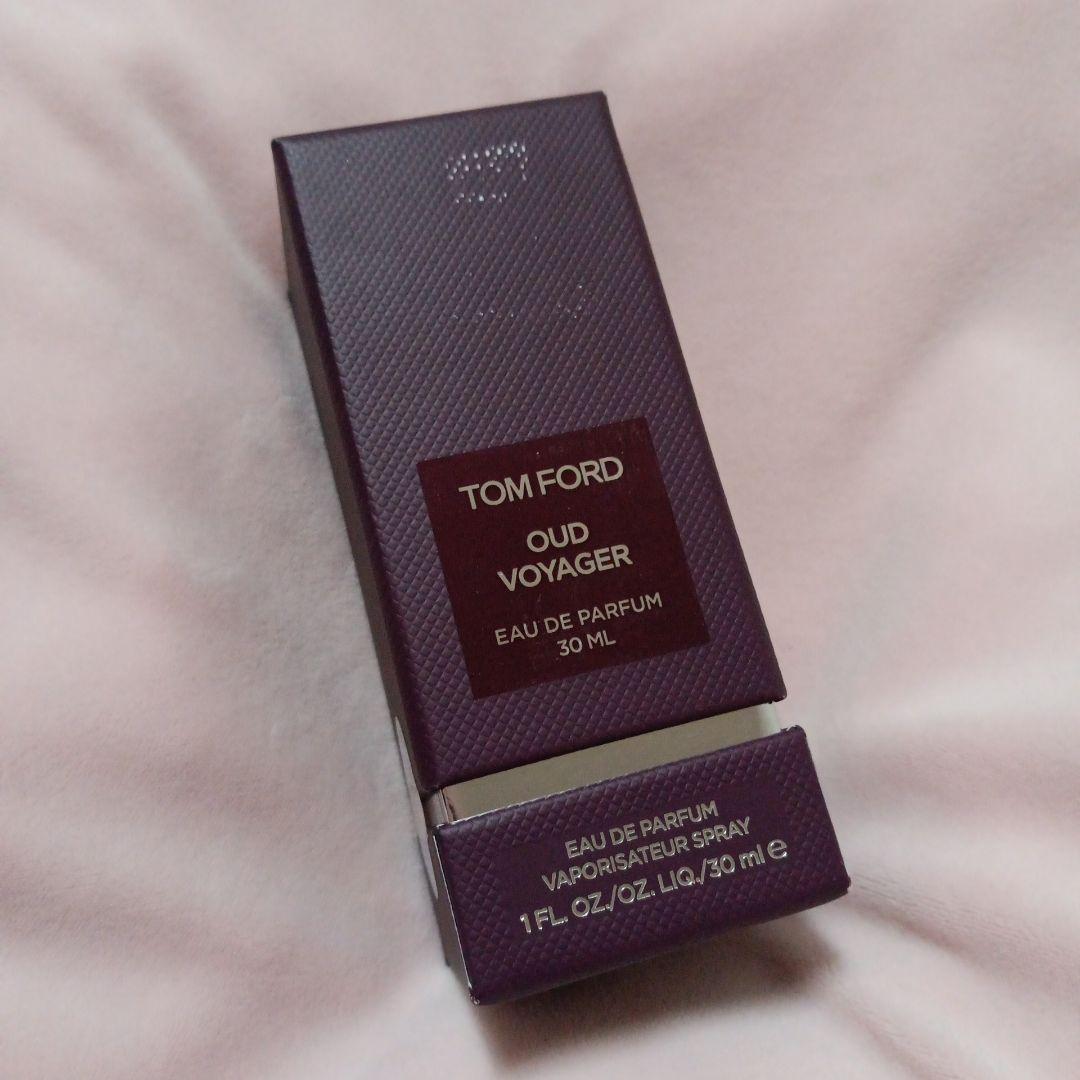 TOM FORD
OUD
VOYAGER
EAU DE PARFUM
30 ML
EAU DE PARFUM
VAPORISATEUR SPRAY
1 FL. OZ./OZ. LIQ./30 ml e